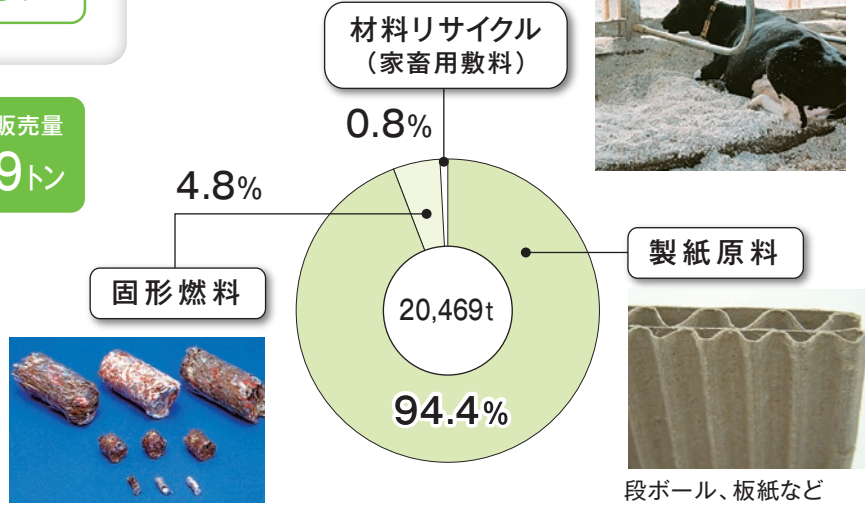 販売量
9トン
材料リサイクル
（家畜用敷料）
0.8%
4.8%
固形燃料
製紙原料
20,469t
94.4%
段ボール、板紙など